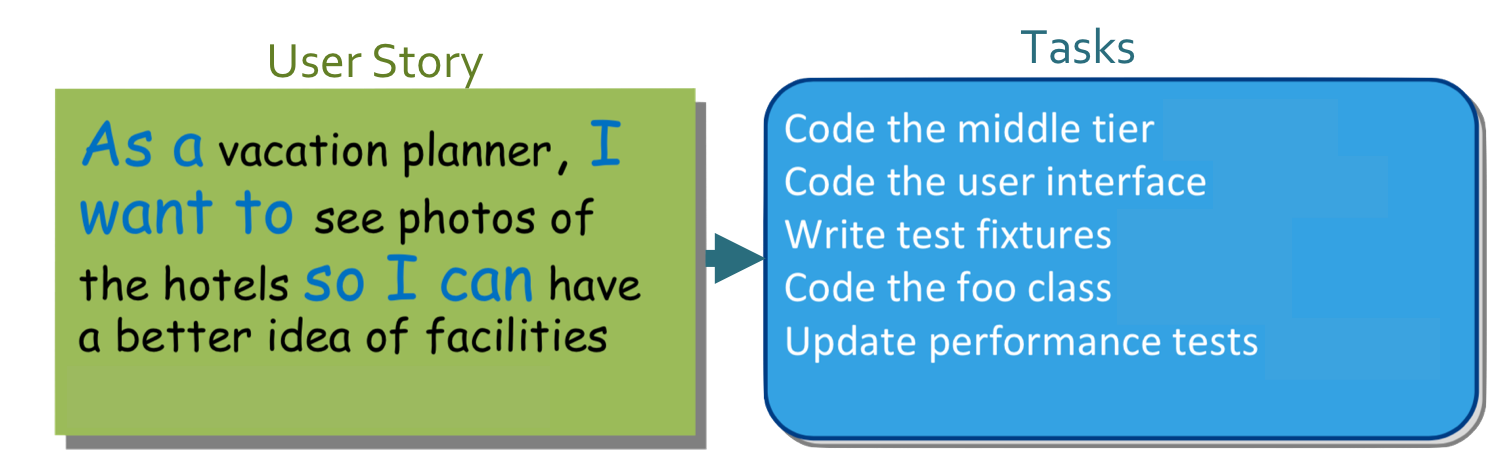 User Story
As a vacation planner, I
want to see photos of
the hotels so I can have
a better idea of facilities
Tasks
Code the middle tier
Code the user interface
Write test fixtures
Code the foo class
Update performance tests